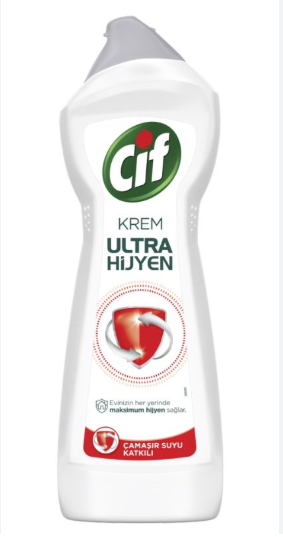 Cif
KREM
ULTRA
HİJYEN
Evinizin her yerinde
maksimum hijyen sağlar.
ÇAMAŞIR SUYU
KATKILI